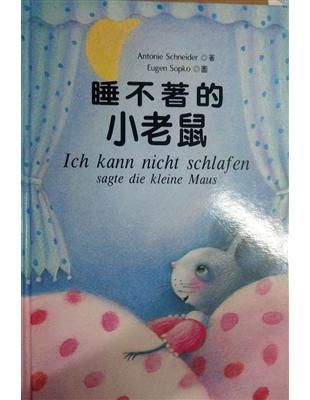 Antonie Schneider ◎著
Eugen Sopko ◎圖
睡不著的
小老鼠
Ich kann nicht schlafen
sagte die kleine Maus